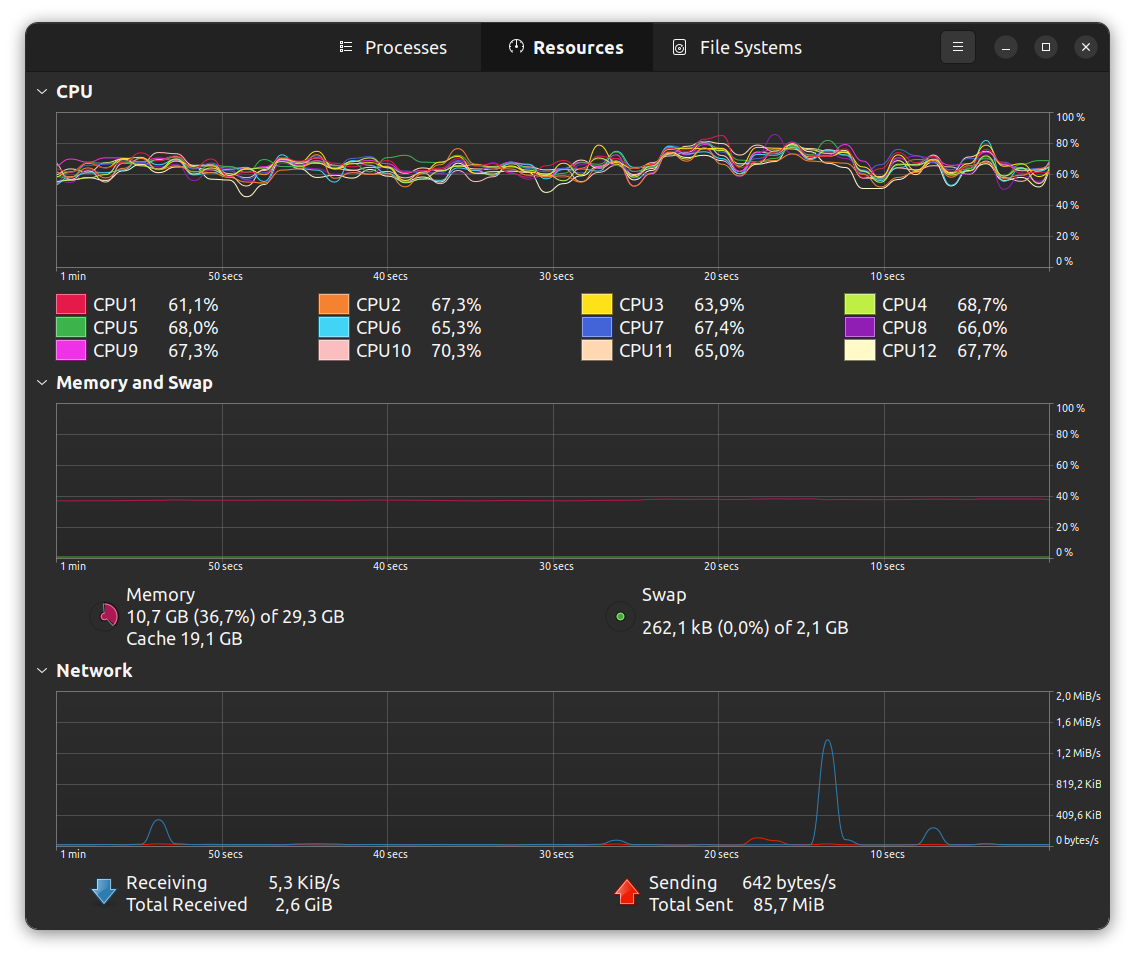 Processes Resources File Systems
CPU
100 %
80 %
60 %
40 %
20 %
0 %
1 min 50 secs 40 secs 30 secs 20 secs 10 secs
CPU1 61,1% CPU2 67,3% CPU3 63,9% CPU4 68,7%
CPU5 68,0% CPU6 65,3% CPU7 67,4% CPU8 66,0%
CPU9 67,3% CPU10 70,3% CPU11 65,0% CPU12 67,7%
Memory and Swap
100 %
80 %
60 %
40 %
20 %
0 %
1 min 50 secs 40 secs 30 secs 20 secs 10 secs
Memory
10,7 GB (36,7%) of 29,3 GB
Cache 19,1 GB
Swap
262,1 kB (0,0%) of 2,1 GB
Network
2,0 MiB/s
1,6 MiB/s
1,2 MiB/s
819,2 KiB
409,6 KiB
0 bytes/s
1 min 50 secs 40 secs 30 secs 20 secs 10 secs
Receiving 5,3 KiB/s
Total Received 2,6 GiB
Sending 642 bytes/s
Total Sent 85,7 MiB